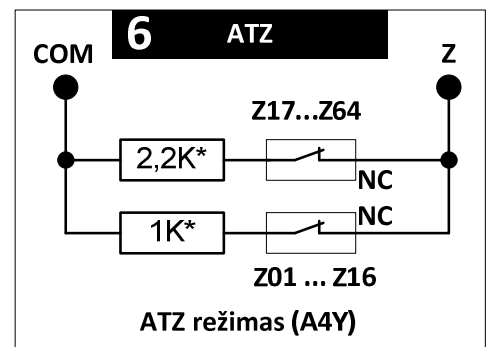 6 ATZ
COM Z
Z17...Z64
2,2K*
NC
NC
1K*
Z01 ... Z16
ATZ režimas (A4Y)